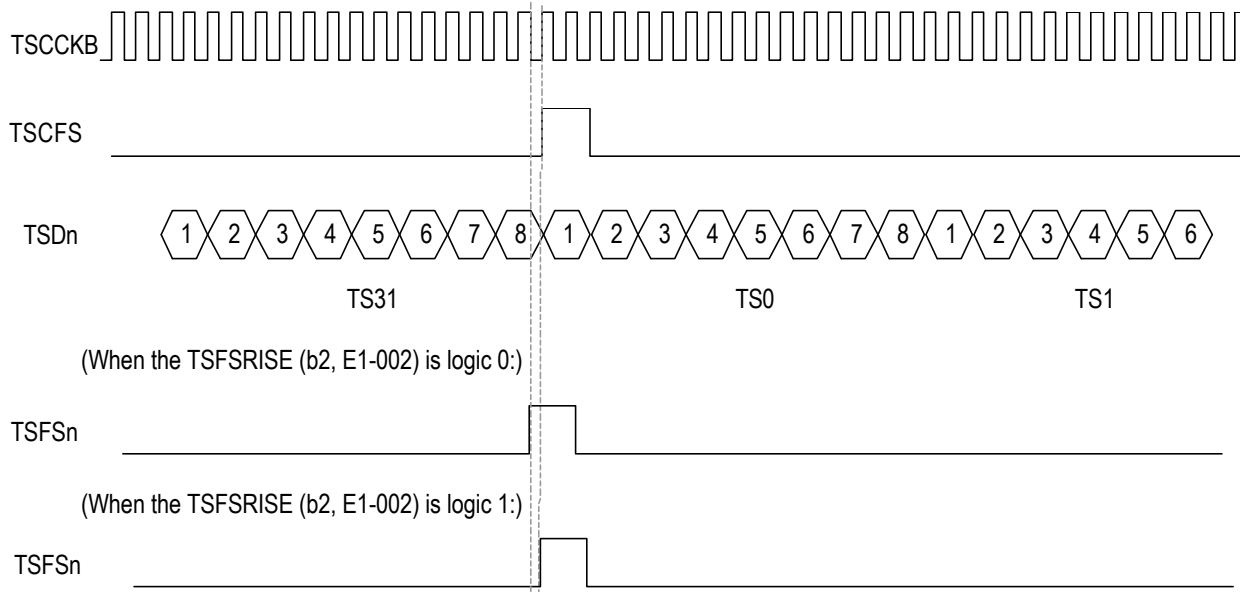 TSCCKB
TSCFS
TSDn
1 2 3 4 5 6 7 8 1 2 3 4 5 6 7 8 1 2 3 4 5 6
TS31 TS0 TS1
(When the TSFSRISE (b2, E1-002) is logic 0:)
TSFSn
(When the TSFSRISE (b2, E1-002) is logic 1:)
TSFSn